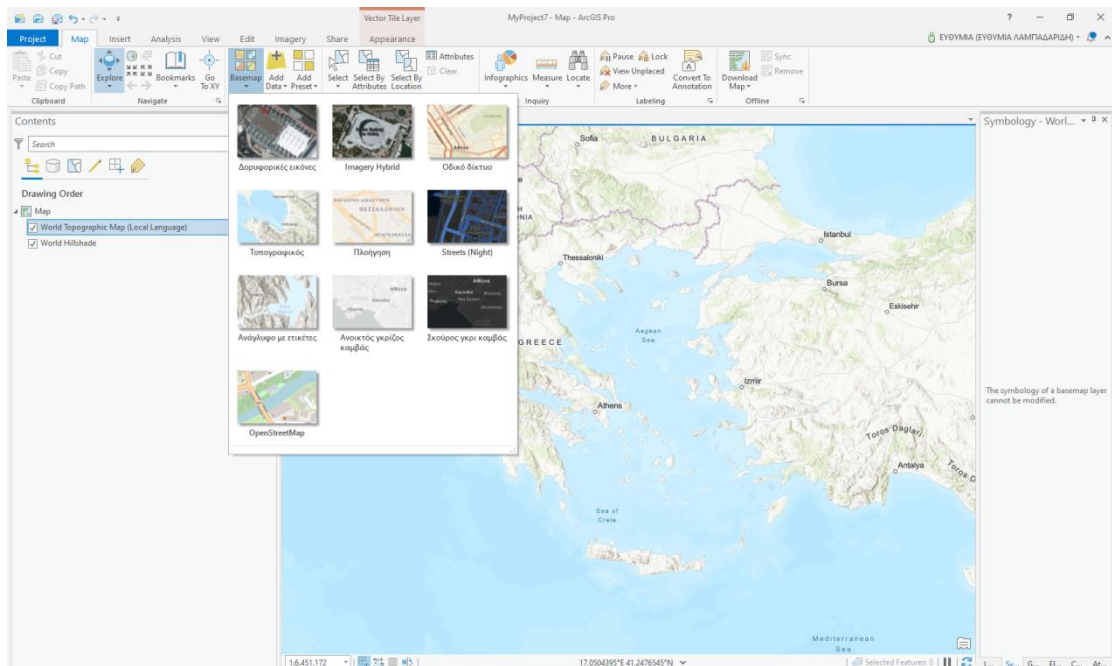 Vector Tile Layer
MyProject7 - Map - ArcGIS Pro
Project Map Insert Analysis View Edit Imagery Share Appearance
ΕΥΘΥΜΙΑ (ΕΥΘΥΜΙΑ ΛΑΜΠΑΔΑΡΙΔΗ)
Cut
Copy
Copy Path
Paste
Explore
Bookmarks
Go
To XY
Basemap
Add
Data
Add
Preset
Select
Select By
Attributes
Select By
Location
Attributes
Clear
Infographics
Measure
Locate
Pause
Lock
View Unplaced
More
Convert To
Annotation
Download
Map
Sync
Remove
Clipboard
Navigate
Inquiry
Labeling
Offline
Contents
Search
Drawing Order
Map
World Topographic Map (Local Language)
World Hillshade
Δορυφορικές εικόνες
Imagery Hybrid
Οδικό δίκτυο
Τοπογραφικός
Πλοήγηση
Streets (Night)
Ανάγλυφο με ετικέτες
Ανοικτός γκρίζος
καμβάς
Σκούρος γκρι καμβάς
OpenStreetMap
Sofia
BULGARIA
Istanbul
Thessaloniki
Bursa
Eskisehir
Aegean
Sea
GREECE
Izmir
Athens
Toros Dağları
Antalya
Sea of
Crete
Mediterranean
Sea
Symbology - Worl...
The symbology of a basemap layer
cannot be modified.
1:6.451.172
17,0504395°E 41,2476545°N
Selected Features: 0